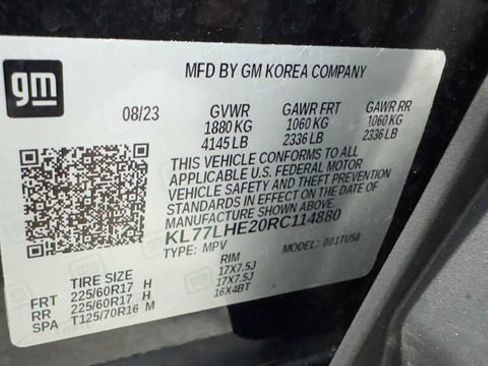 gm
MFD BY GM KOREA COMPANY
08/23 GVWR GAWR FRT GAWR RR
1880 KG 1060 KG 1060 KG
4145 LB 2336 LB 2336 LB
THIS VEHICLE CONFORMS TO ALL
APPLICABLE U.S. FEDERAL MOTOR
VEHICLE SAFETY AND THEFT PREVENTION
STANDARDS IN EFFECT ON THE DATE OF
MANUFACTURE SHOWN ABOVE.
KL77LHE20RC114880
TYPE: MPV MODEL: 001TU58
TIRE SIZE RIM
FRT 225/60R17 H 17X7.5J
RR 225/60R17 H 17X7.5J
SPA T125/70R16 M 16X4BT